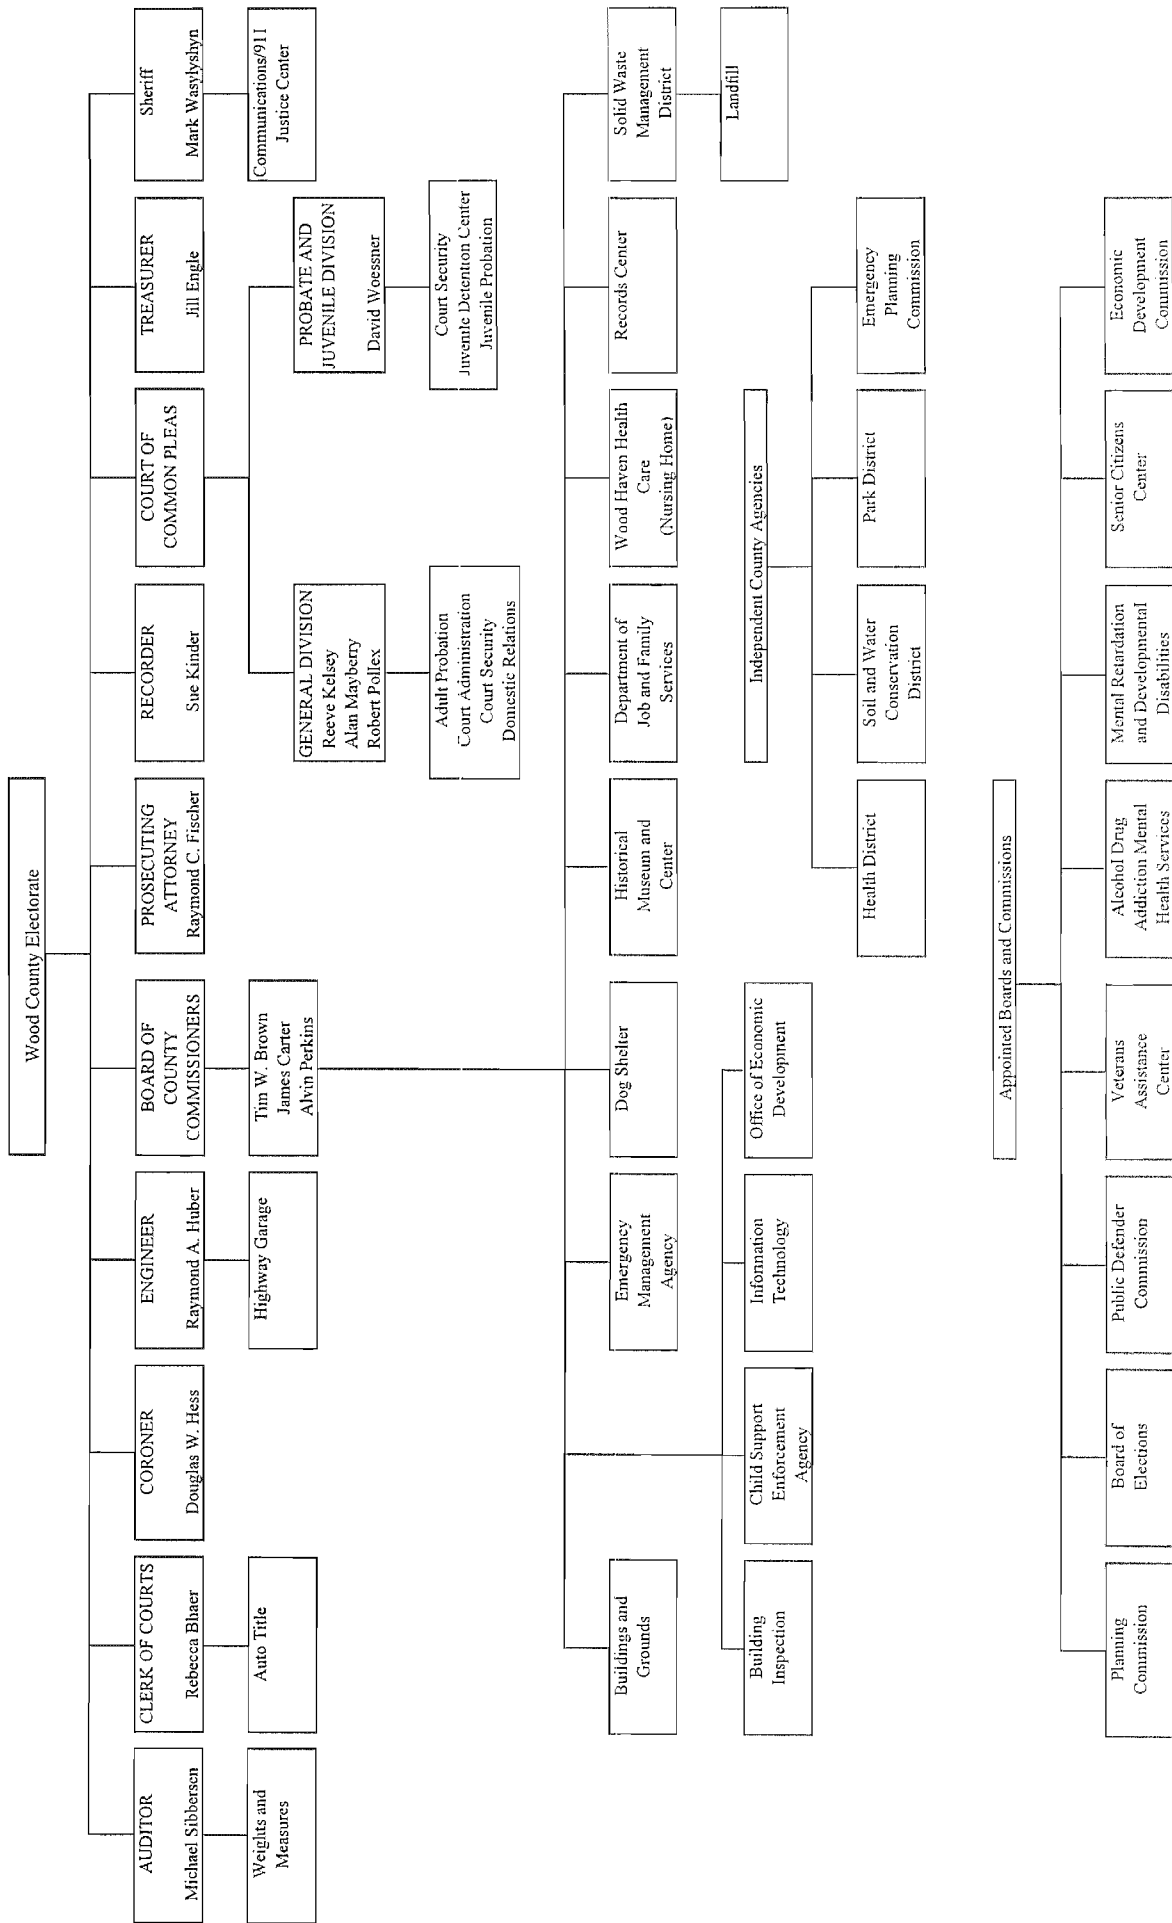 Wood County Electorate
AUDITOR
Michael Sibbersen
CLERK OF COURTS
Rebecca Bhaer
CORONER
Douglas W. Hess
ENGINEER
Raymond A. Huber
BOARD OF
COUNTY
COMMISSIONERS
PROSECUTING
ATTORNEY
Raymond C. Fischer
RECORDER
Sue Kinder
COURT OF
COMMON PLEAS
TREASURER
Jill Engle
Sheriff
Mark Wasylyshyn
Weights and
Measures
Auto Title
Highway Garage
Tim W. Brown
James Carter
Alvin Perkins
Communications/911
Justice Center
GENERAL DIVISION
Reeve Kelsey
Alan Mayberry
Robert Pollex
PROBATE AND
JUVENILE DIVISION
David Woessner
Adult Probation
Court Administration
Court Security
Domestic Relations
Court Security
Juvenile Detention Center
Juvenile Probation
Buildings and
Grounds
Emergency
Management
Agency
Dog Shelter
Historical
Museum and
Center
Department of
Job and Family
Services
Wood Haven Health
Care
(Nursing Home)
Records Center
Solid Waste
Management
District
Building
Inspection
Child Support
Enforcement
Agency
Information
Technology
Office of Economic
Development
Landfill
Independent County Agencies
Health District
Soil and Water
Conservation
District
Park District
Emergency
Planning
Commission
Appointed Boards and Commissions
Planning
Commission
Board of
Elections
Public Defender
Commission
Veterans
Assistance
Center
Alcohol Drug
Addiction Mental
Health Services
Mental Retardation
and Developmental
Disabilities
Senior Citizens
Center
Economic
Development
Commission